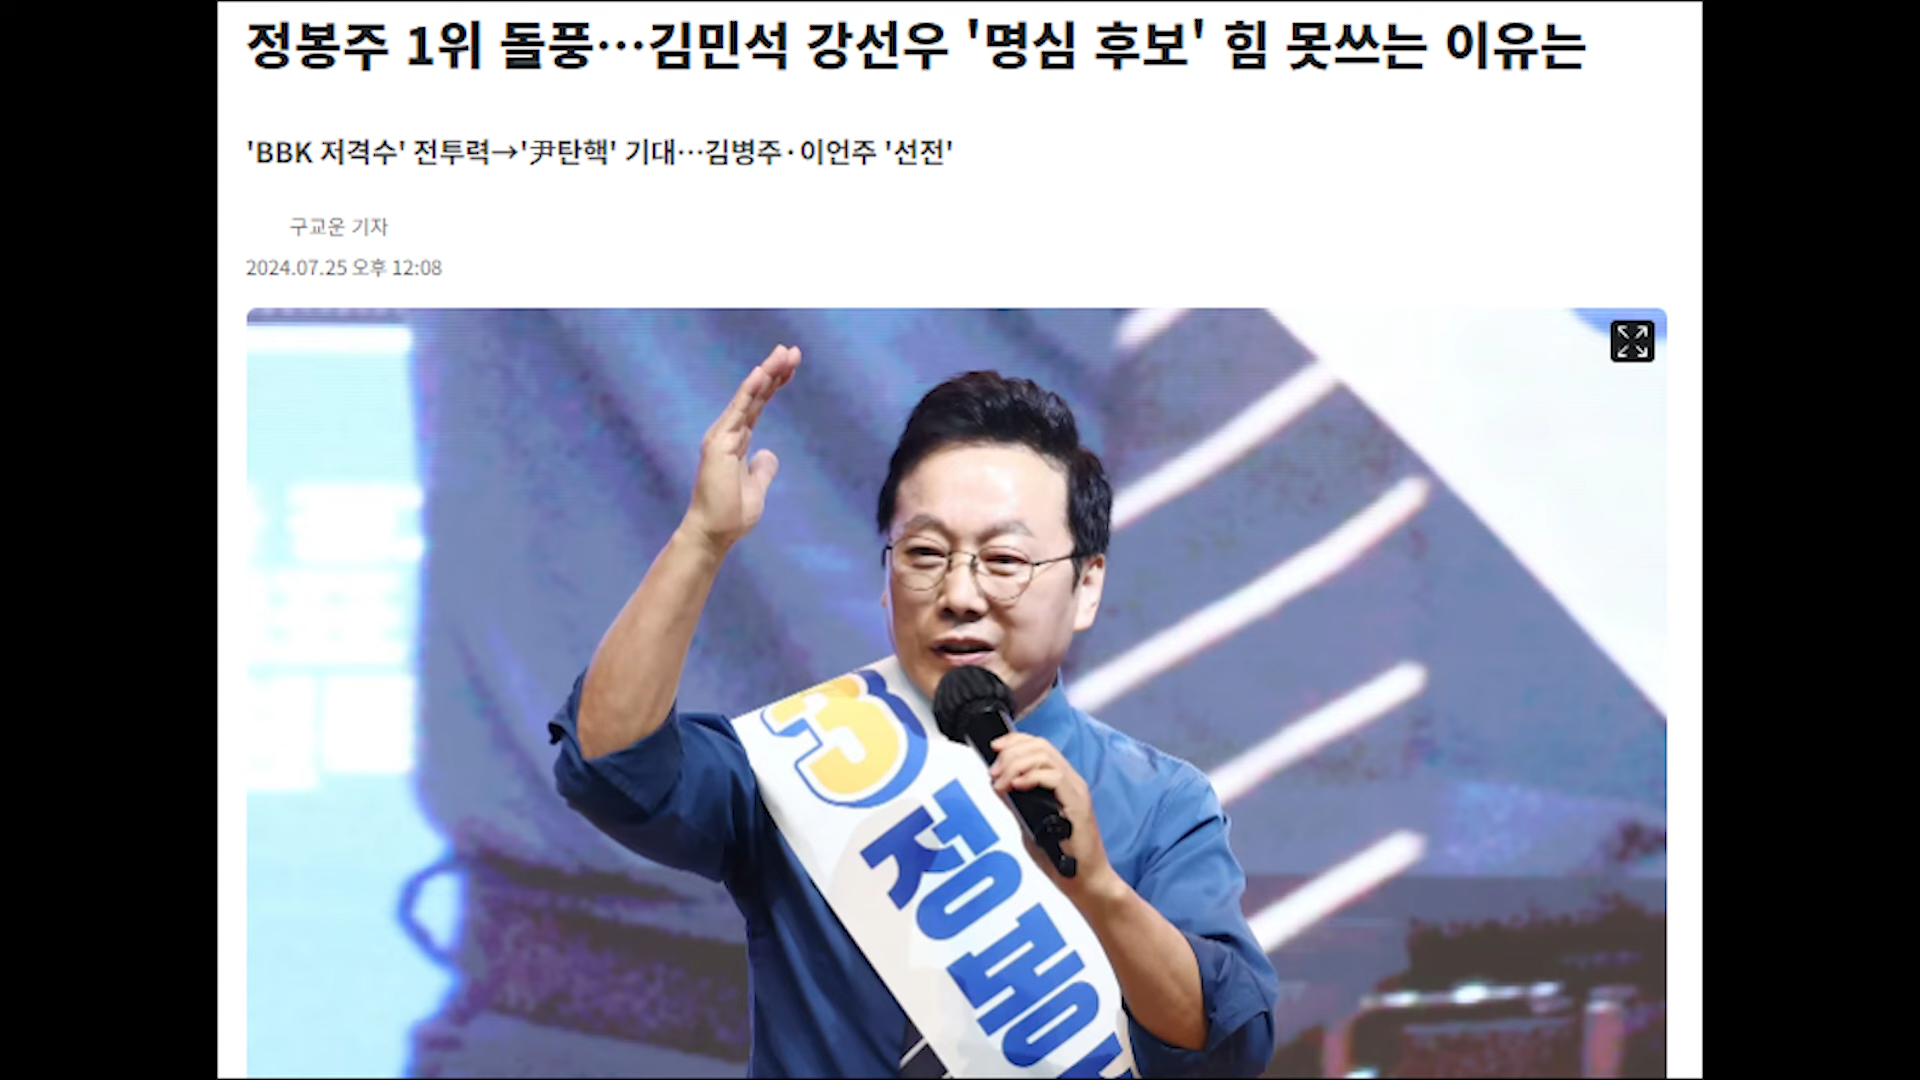 정봉주 1위 돌풍…김민석 강선우 '명심 후보' 힘 못쓰는 이유는
'BBK 저격수' 전투력→'尹탄핵' 기대…김병주·이언주 '선전'
구교운 기자
2024.07.25 오후 12:08
3
정봉